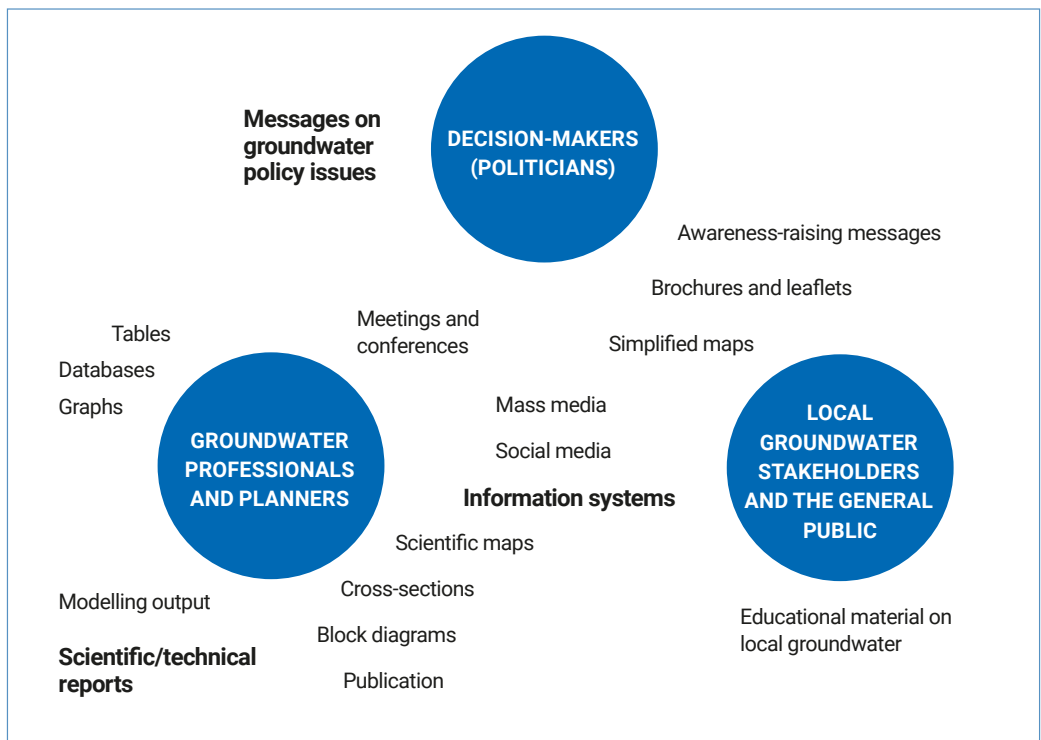 Messages on
groundwater
policy issues
DECISION-MAKERS
(POLITICIANS)
Awareness-raising messages
Brochures and leaflets
Simplified maps
Meetings and
conferences
Tables
Databases
Graphs
GROUNDWATER
PROFESSIONALS
AND PLANNERS
Mass media
Social media
Information systems
LOCAL
GROUNDWATER
STAKEHOLDERS
AND THE GENERAL
PUBLIC
Scientific maps
Cross-sections
Block diagrams
Publication
Modelling output
Scientific/technical
reports
Educational material on
local groundwater